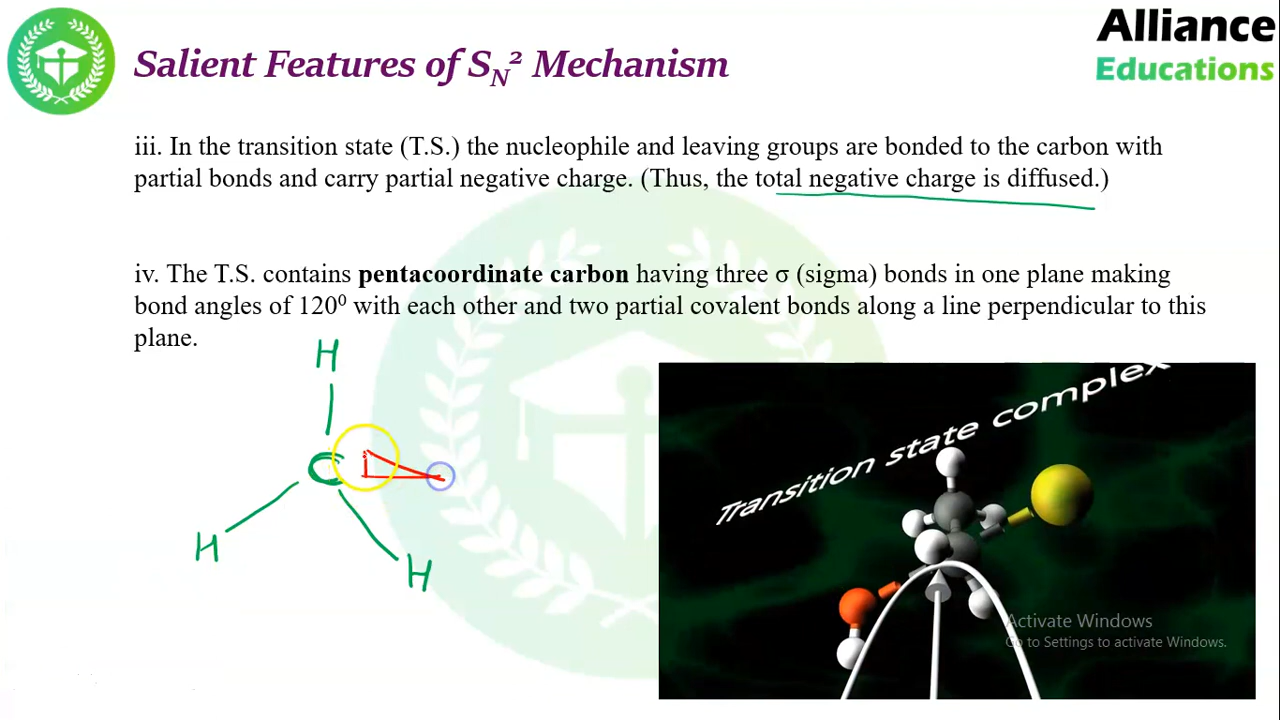 Alliance
Educations
Salient Features of SN² Mechanism
iii. In the transition state (T.S.) the nucleophile and leaving groups are bonded to the carbon with
partial bonds and carry partial negative charge. (Thus, the total negative charge is diffused.)
iv. The T.S. contains pentacoordinate carbon having three σ (sigma) bonds in one plane making
bond angles of 120⁰ with each other and two partial covalent bonds along a line perpendicular to this
plane.
H
C
H
H
Transition state complex
Activate Windows
Go to Settings to activate Windows.